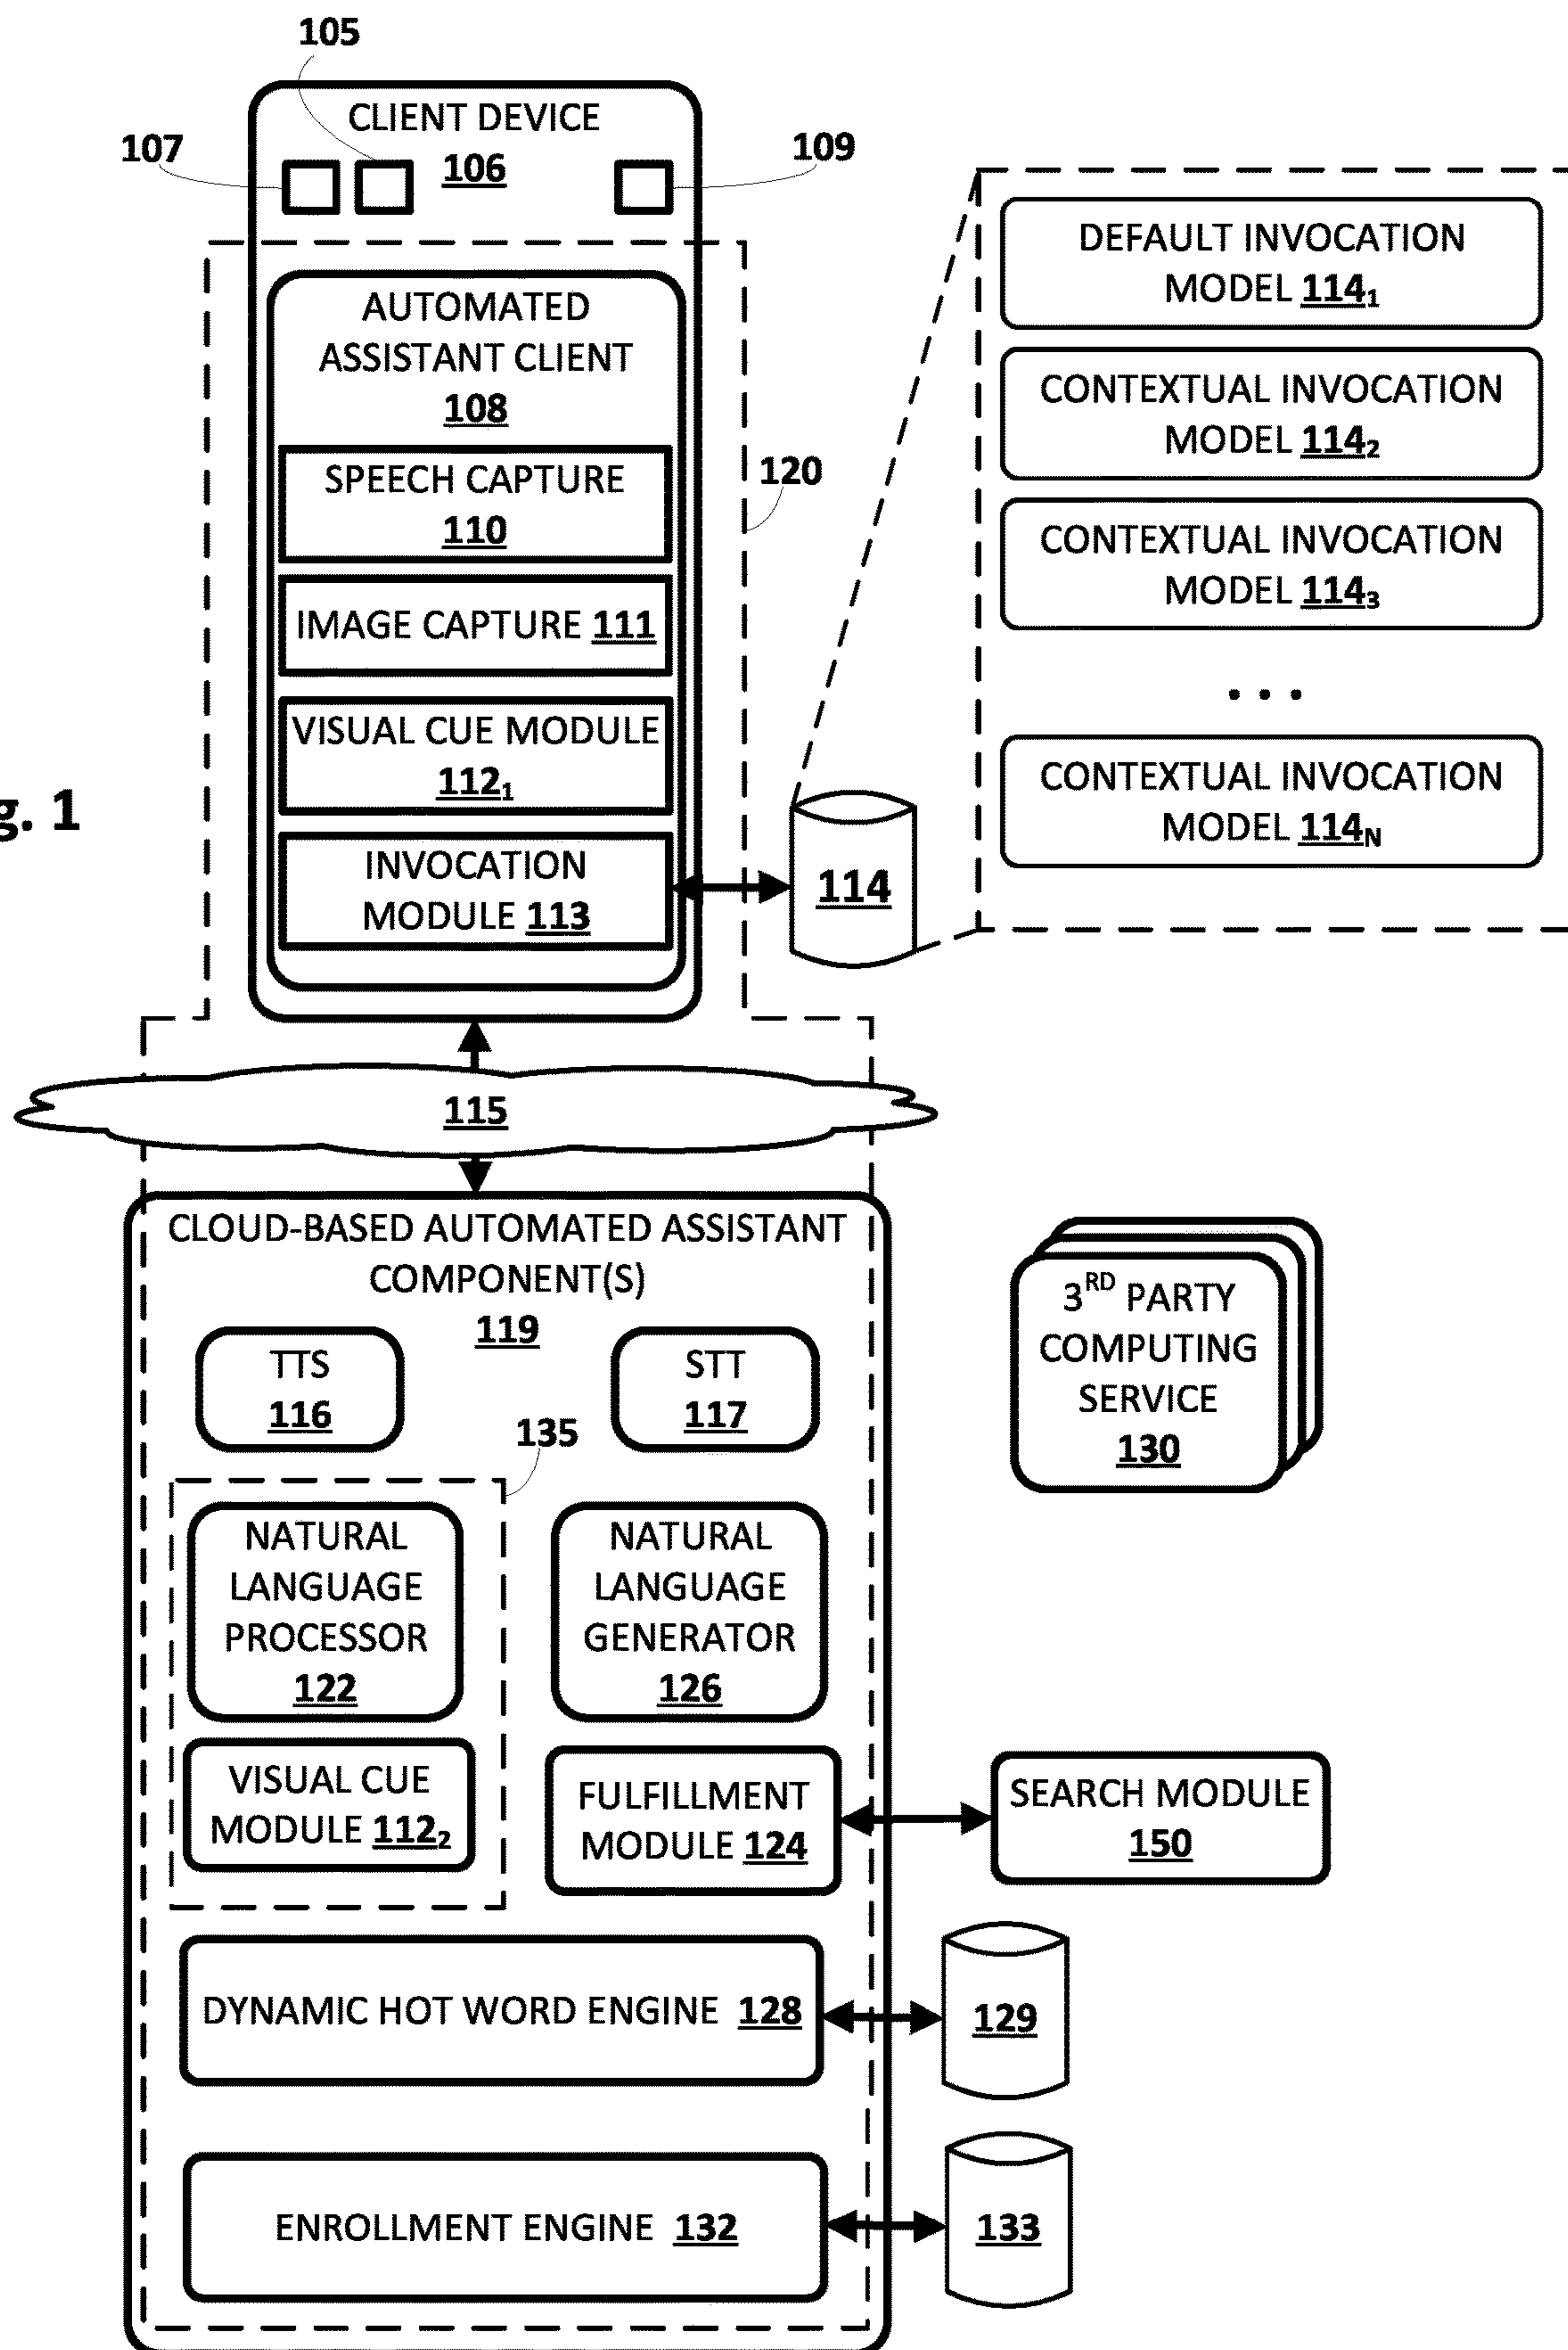 105
CLIENT DEVICE
107
106
109
DEFAULT INVOCATION
MODEL 114₁
AUTOMATED
ASSISTANT CLIENT
108
CONTEXTUAL INVOCATION
MODEL 114₂
SPEECH CAPTURE
110
120
CONTEXTUAL INVOCATION
MODEL 114₃
IMAGE CAPTURE 111
. . .
VISUAL CUE MODULE
112₁
CONTEXTUAL INVOCATION
MODEL 114N
g. 1
INVOCATION
MODULE 113
114
115
CLOUD-BASED AUTOMATED ASSISTANT
COMPONENT(S)
119
TTS
116
STT
117
3RD PARTY
COMPUTING
SERVICE
130
135
NATURAL
LANGUAGE
PROCESSOR
122
NATURAL
LANGUAGE
GENERATOR
126
VISUAL CUE
MODULE 112₂
FULFILLMENT
MODULE 124
SEARCH MODULE
150
DYNAMIC HOT WORD ENGINE 128
129
ENROLLMENT ENGINE 132
133